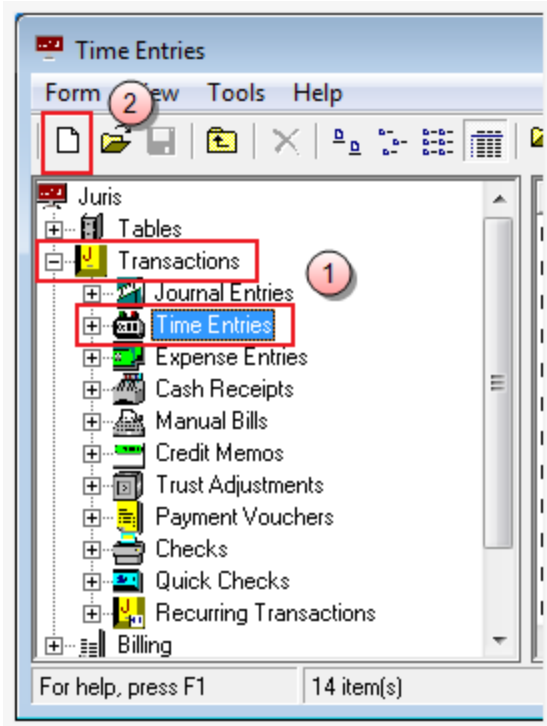 Time Entries
Form View Tools Help
2
Juris
Tables
Transactions
1
Journal Entries
Time Entries
Expense Entries
Cash Receipts
Manual Bills
Credit Memos
Trust Adjustments
Payment Vouchers
Checks
Quick Checks
Recurring Transactions
Billing
For help, press F1 14 item(s)